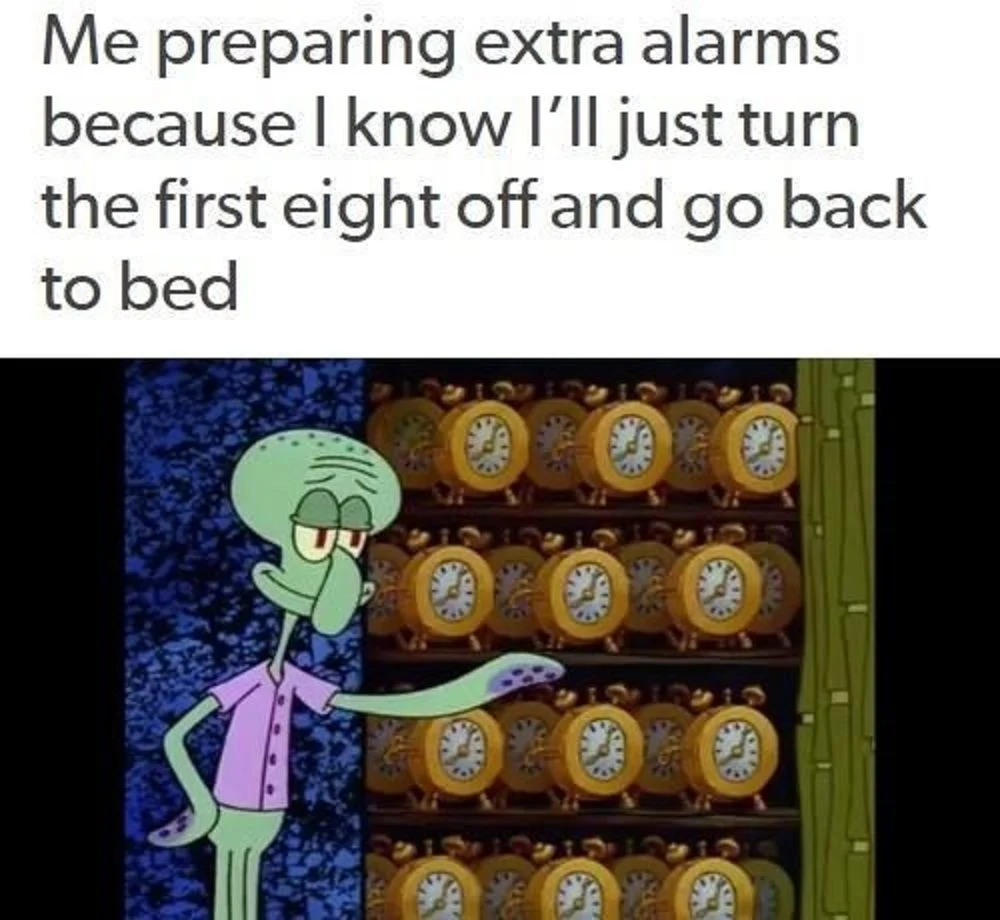 Me preparing extra alarms
because I know I’ll just turn
the first eight off and go back
to bed